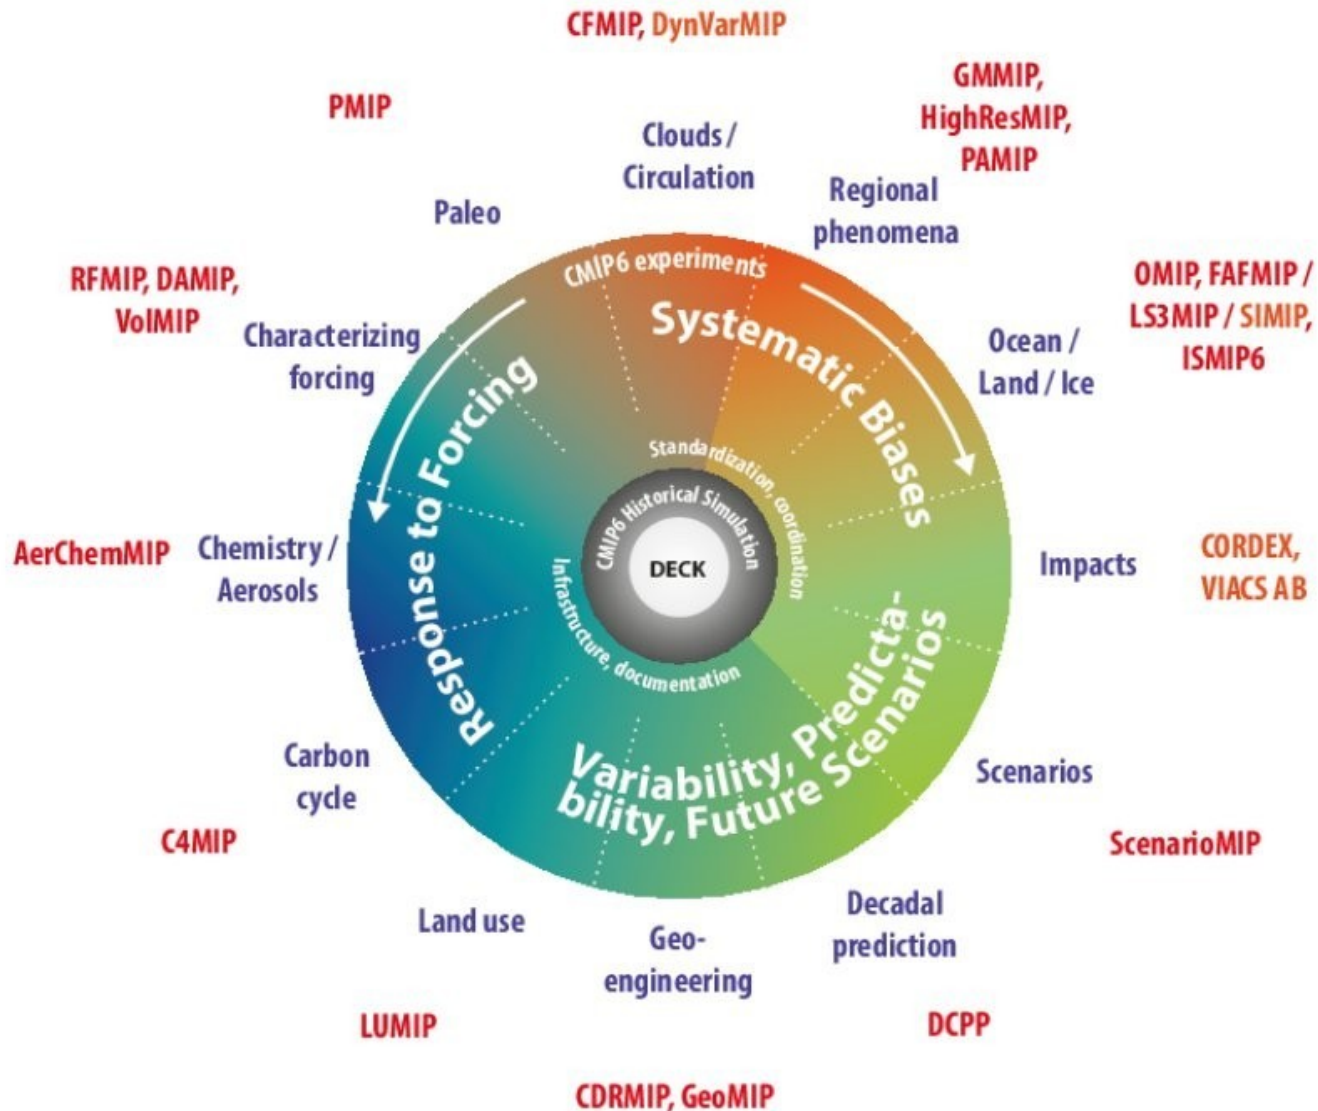 CFMIP, DynVarMIP
GMMIP,
HighResMIP,
PAMIP
PMIP
Clouds /
Circulation
Regional
phenomena
Paleo
RFMIP, DAMIP,
VolMIP
Characterizing
forcing
CMIP6 experiments
OMIP, FAFMIP /
LS3MIP / SIMIP,
ISMIP6
Ocean /
Land / Ice
Systematic Biases
Response to Forcing
Standardization, coordination
CMIP6 Historical Simulation
DECK
Infrastructure, documentation
AerChemMIP
Chemistry /
Aerosols
Impacts
CORDEX,
VIACS AB
Variability, Predicta-
bility, Future Scenarios
Carbon
cycle
Scenarios
C4MIP
ScenarioMIP
Land use
Geo-
engineering
Decadal
prediction
LUMIP
DCPP
CDRMIP, GeoMIP